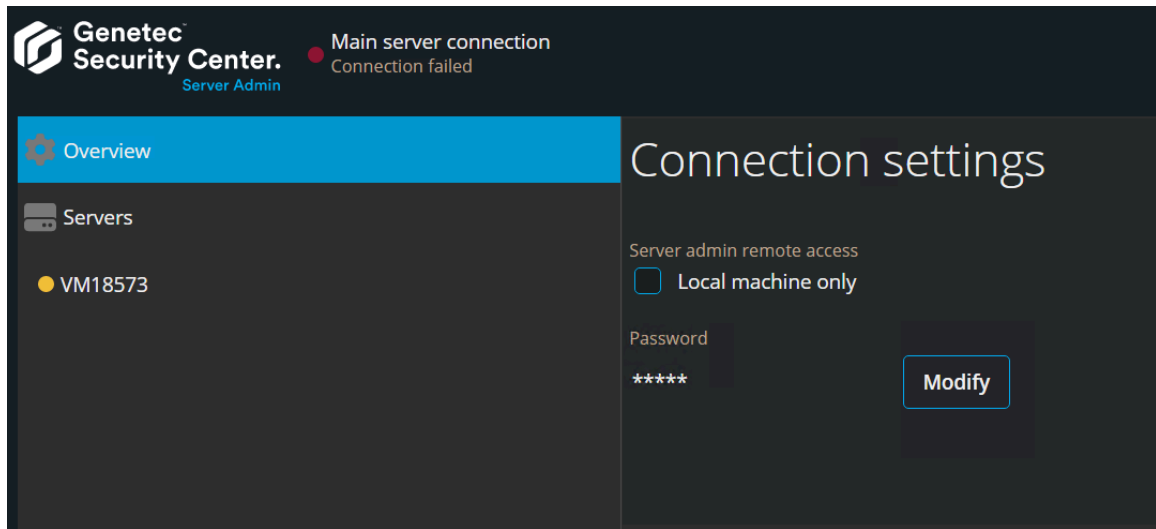 Genetec™
Security Center.
Server Admin
Main server connection
Connection failed
Overview
Servers
VM18573
Connection settings
Server admin remote access
Local machine only
Password
*****
Modify